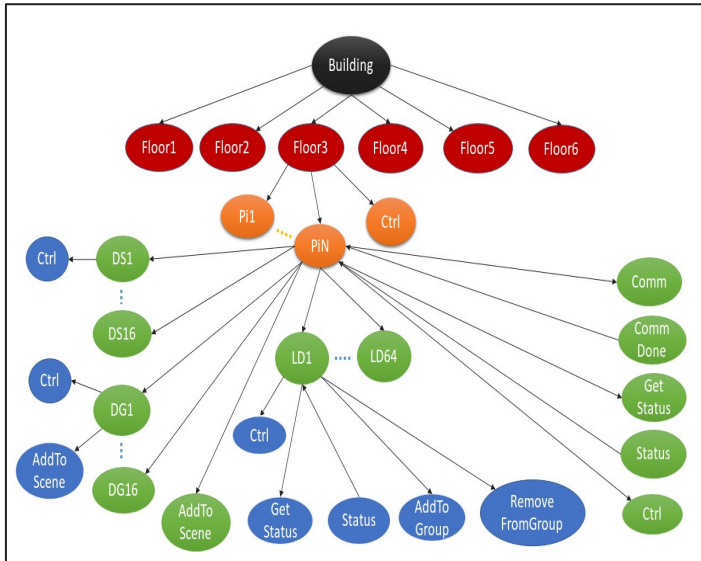 Building
Floor1
Floor2
Floor3
Floor4
Floor5
Floor6
Pi1
Ctrl
PiN
Ctrl
DS1
DS16
Comm
Comm
Done
Get
Status
Status
Ctrl
LD1
LD64
Ctrl
DG1
AddTo
Scene
DG16
Ctrl
AddTo
Scene
Get
Status
Status
AddTo
Group
Remove
FromGroup